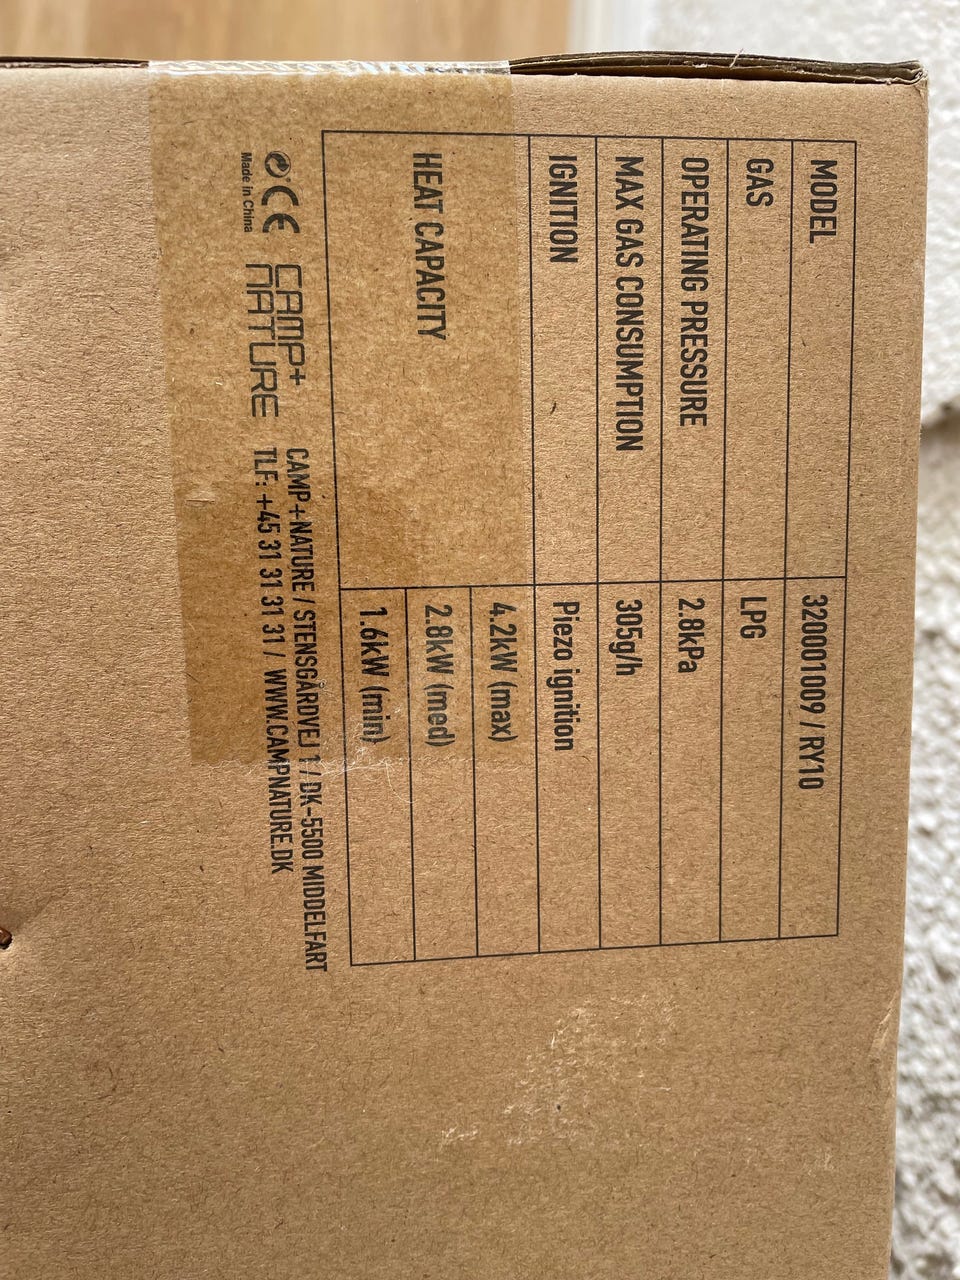 MODEL 320001009 / RY10
GAS LPG
OPERATING PRESSURE 2.8kPa
MAX GAS CONSUMPTION 305g/h
IGNITION Piezo ignition
HEAT CAPACITY 4.2kW (max)
2.8kW (med)
1.6kW (min)
CE CAMP+ NATURE
Made in China
CAMP+NATURE / STENSGÅRDVEJ 1 / DK-5500 MIDDELFART
TLF: +45 31 31 31 31 / WWW.CAMPNATURE.DK